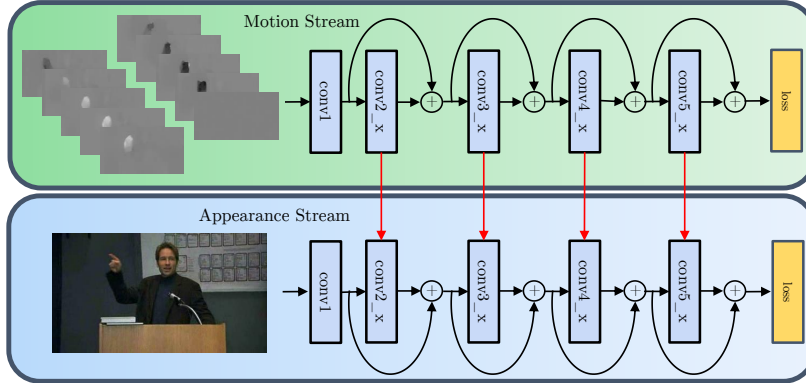 Motion Stream
conv1
conv2_x
+
conv3_x
+
conv4_x
+
conv5_x
+
loss
Appearance Stream
conv1
conv2_x
+
conv3_x
+
conv4_x
+
conv5_x
+
loss